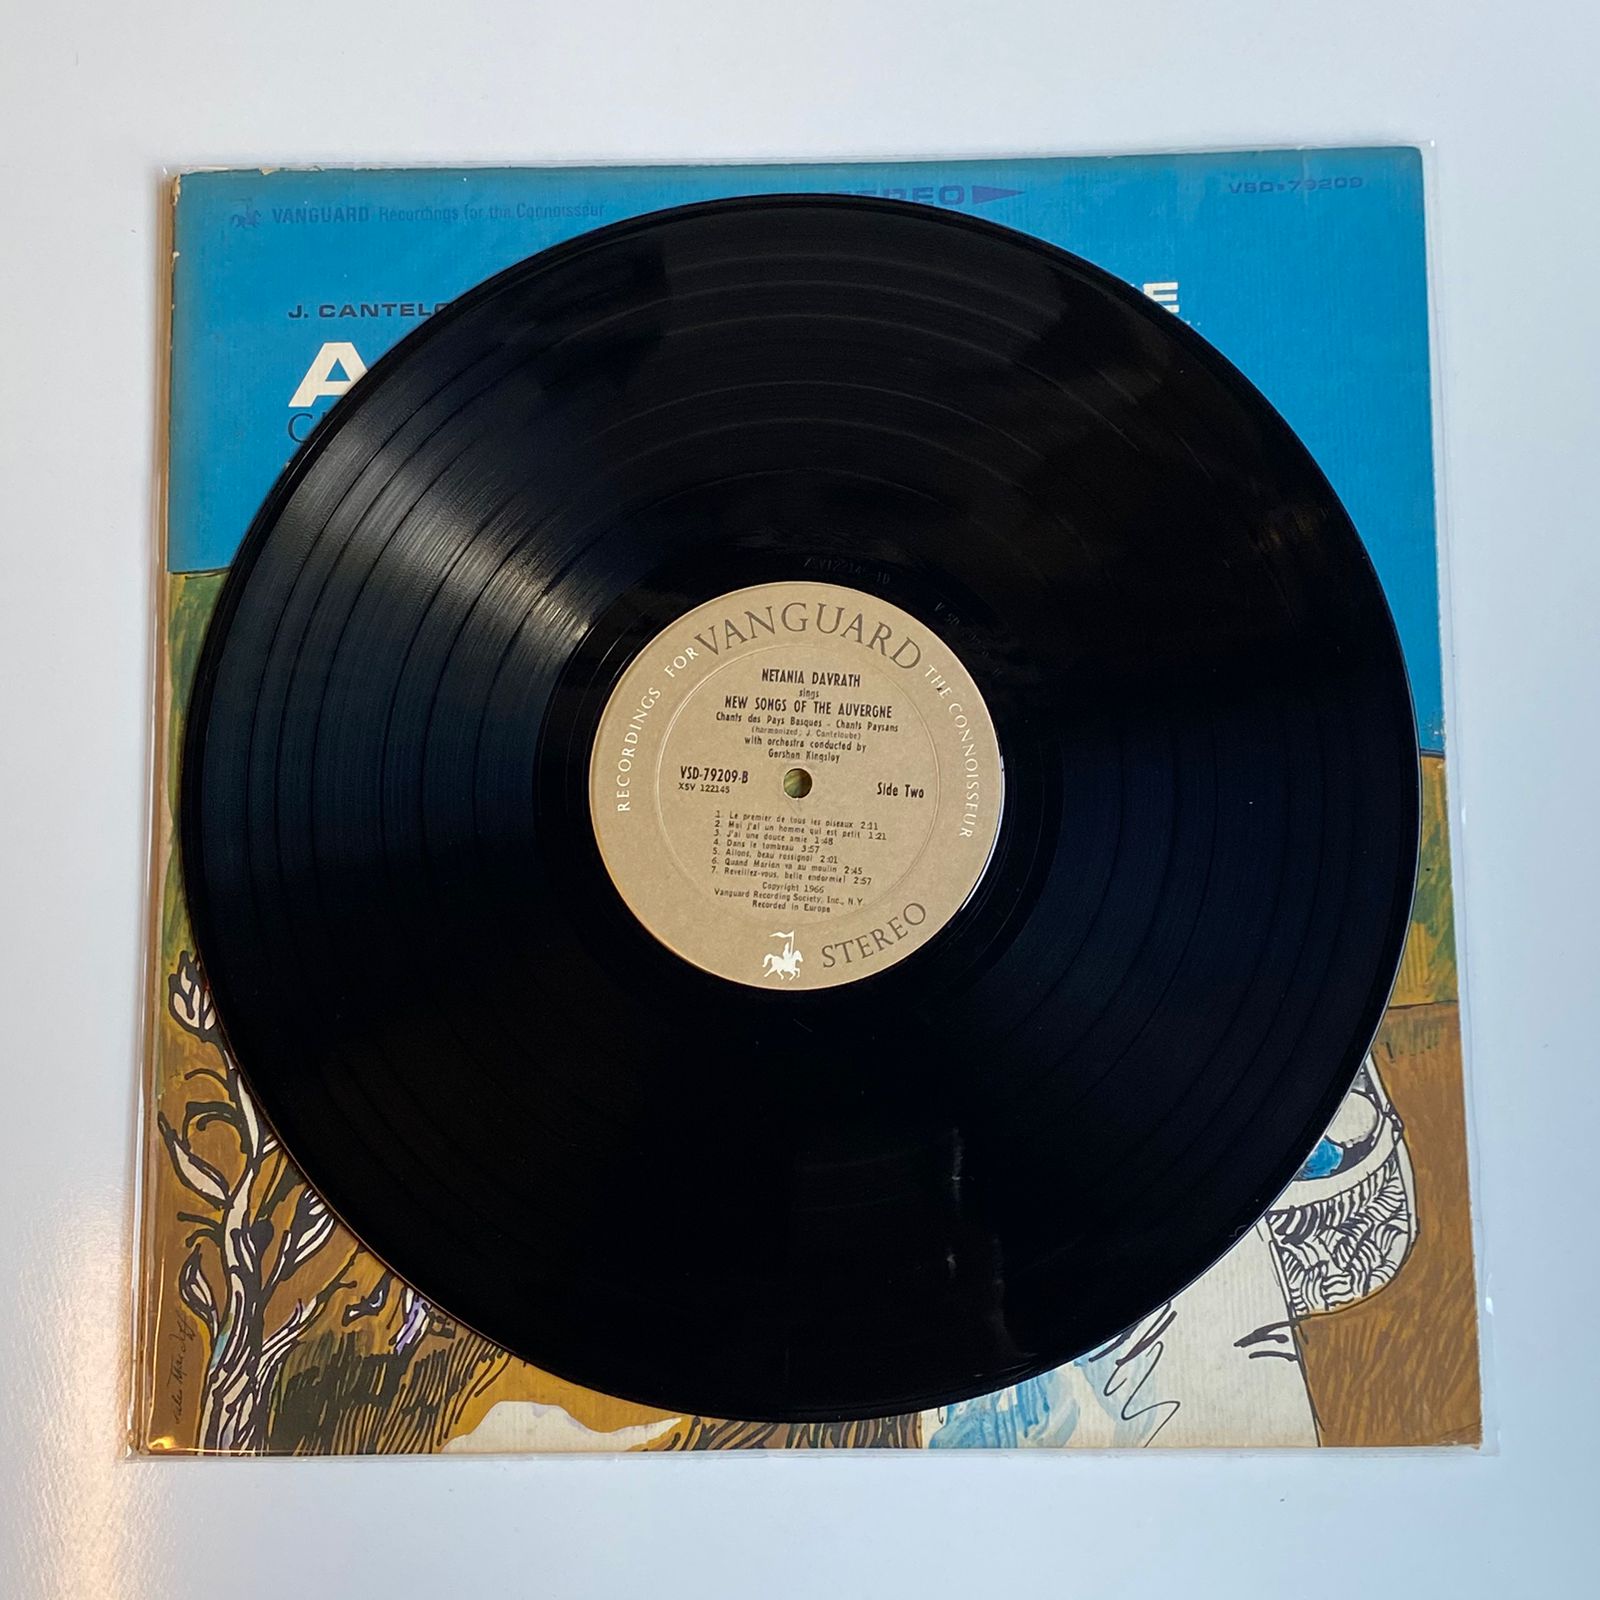 VANGUARD Recordings for the Connoisseur
STEREO
VSD•79209
J. CANTELO
E
A
C
RECORDINGS FOR VANGUARD THE CONNOISSEUR
NETANIA DAVRATH
sings
NEW SONGS OF THE AUVERGNE
Chants des Pays Basques - Chants Paysans
(harmonized; J. Canteloube)
with orchestra conducted by
Gershon Kingsley
VSD-79209-B
XSV 122145
Side Two
1. Le premier de tous les oiseaux 2:11
2. Moi j'ai un homme qui est petit 1:21
3. J'ai une douce amie 1:48
4. Dans le tombeau 3:57
5. Allons, beau rossignol 2:01
6. Quand Marion va au moulin 2:45
7. Reveillez-vous, belle endormie! 2:57
Copyright 1966
Vanguard Recording Society, Inc., N.Y.
Recorded in Europe
STEREO